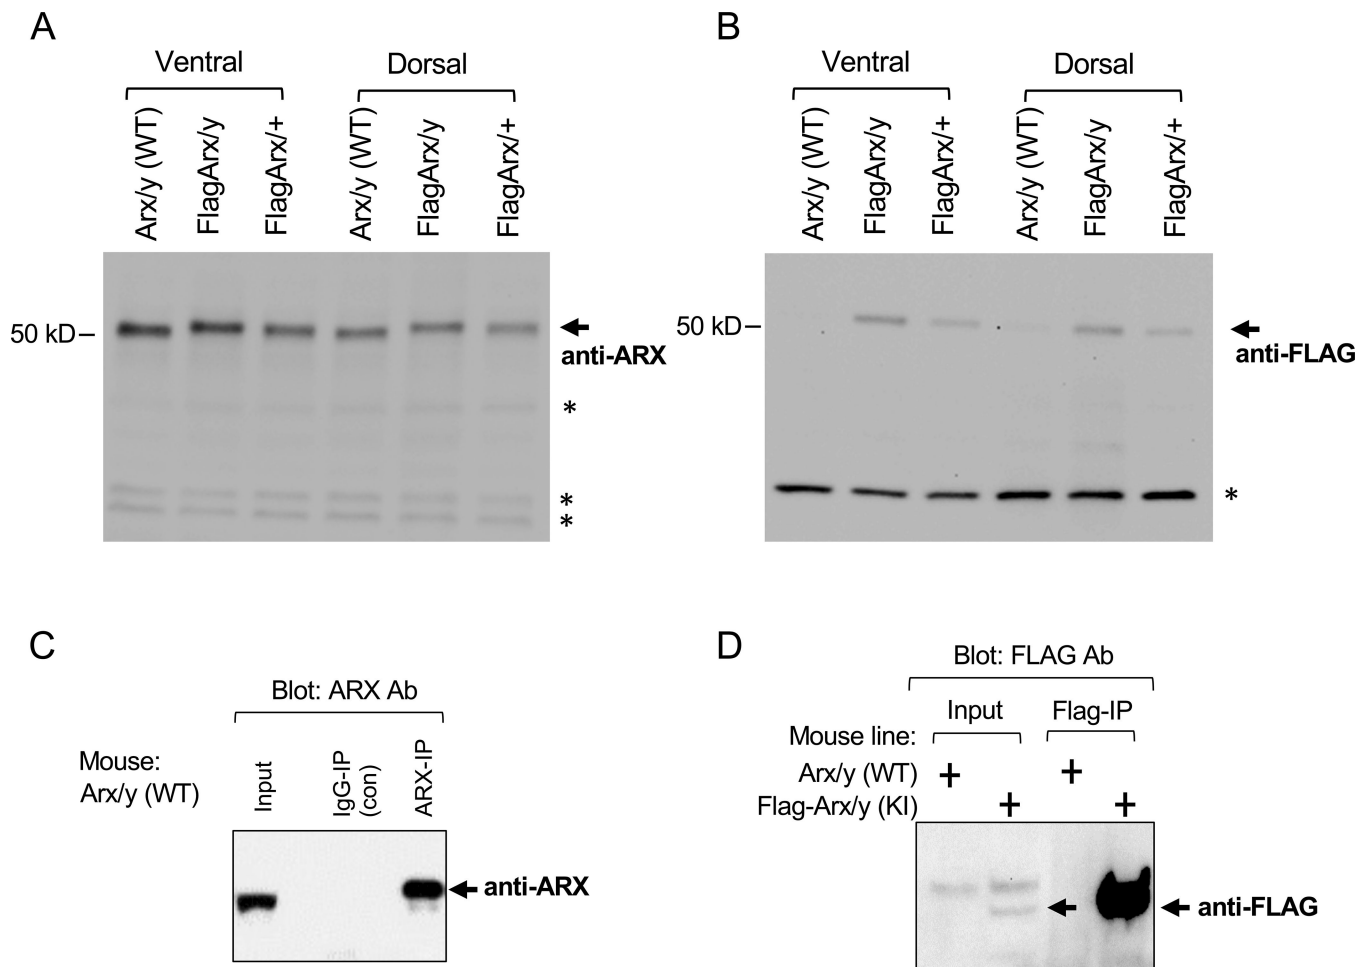 A
Ventral
Dorsal
Arx/y (WT)
FlagArx/y
FlagArx/+
Arx/y (WT)
FlagArx/y
FlagArx/+
50 kD
anti-ARX
*
*
*
B
Ventral
Dorsal
Arx/y (WT)
FlagArx/y
FlagArx/+
Arx/y (WT)
FlagArx/y
FlagArx/+
50 kD
anti-FLAG
*
C
Blot: ARX Ab
Mouse:
Arx/y (WT)
Input
IgG-IP
(con)
ARX-IP
anti-ARX
D
Blot: FLAG Ab
Input
Flag-IP
Mouse line:
Arx/y (WT) + +
Flag-Arx/y (KI) + +
anti-FLAG